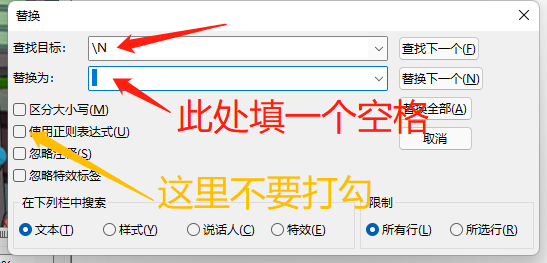 替换
查找目标:
\N
查找下一个(F)
替换为:
替换下一个(N)
区分大小写(M)
此处填一个空格
替换全部(A)
使用正则表达式(U)
取消
忽略注释(S)
忽略特效标签
这里不要打勾
在下列栏中搜索
限制
文本(T)
样式(Y)
说话人(C)
特效(E)
所有行(L)
所选行(R)